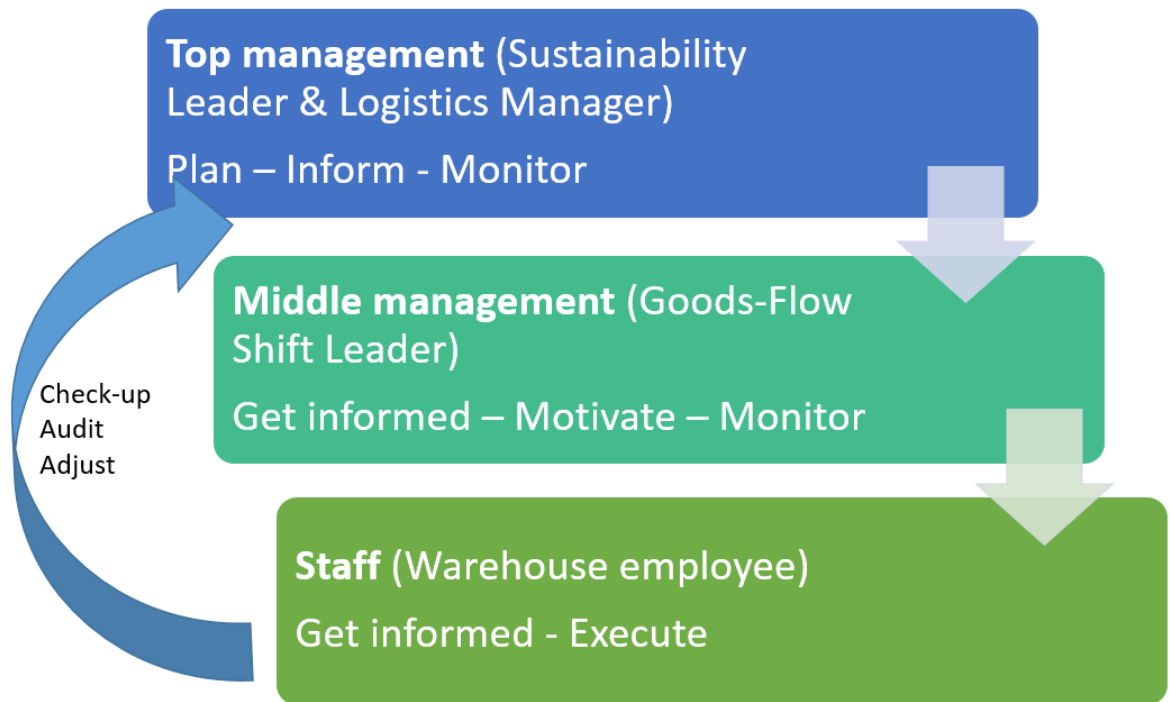 Top management (Sustainability
Leader & Logistics Manager)
Plan – Inform - Monitor
Middle management (Goods-Flow
Shift Leader)
Get informed – Motivate – Monitor
Check-up
Audit
Adjust
Staff (Warehouse employee)
Get informed - Execute